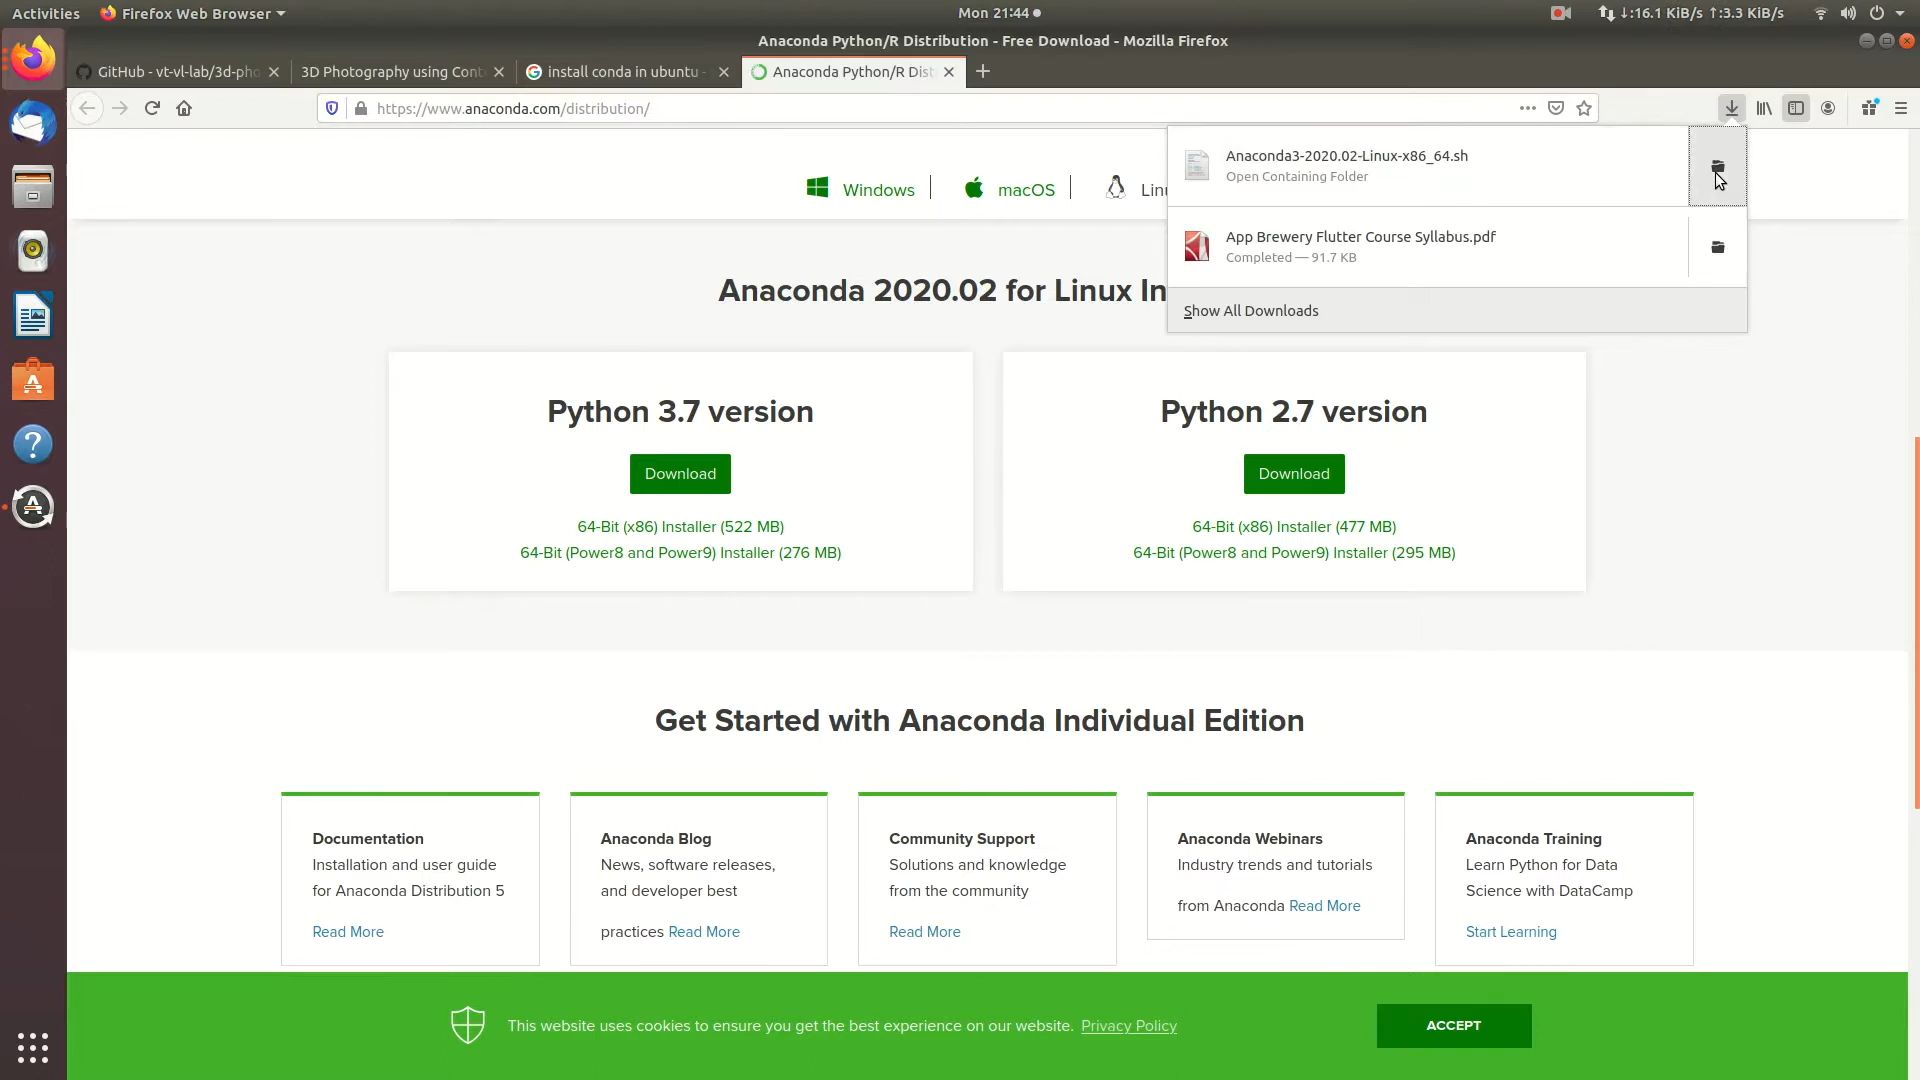 Activities
Firefox Web Browser
Mon 21:44
↓:16.1 KiB/s ↑:3.3 KiB/s
Anaconda Python/R Distribution - Free Download - Mozilla Firefox
GitHub - vt-vl-lab/3d-pho
3D Photography using Cont
install conda in ubuntu -
Anaconda Python/R Dist
https://www.anaconda.com/distribution/
Anaconda3-2020.02-Linux-x86_64.sh
Open Containing Folder
App Brewery Flutter Course Syllabus.pdf
Completed — 91.7 KB
Show All Downloads
Windows
macOS
Linu
Anaconda 2020.02 for Linux In
Python 3.7 version
Download
64-Bit (x86) Installer (522 MB)
64-Bit (Power8 and Power9) Installer (276 MB)
Python 2.7 version
Download
64-Bit (x86) Installer (477 MB)
64-Bit (Power8 and Power9) Installer (295 MB)
Get Started with Anaconda Individual Edition
Documentation
Installation and user guide
for Anaconda Distribution 5
Read More
Anaconda Blog
News, software releases,
and developer best
practices Read More
Community Support
Solutions and knowledge
from the community
Read More
Anaconda Webinars
Industry trends and tutorials
from Anaconda Read More
Anaconda Training
Learn Python for Data
Science with DataCamp
Start Learning
This website uses cookies to ensure you get the best experience on our website. Privacy Policy
ACCEPT